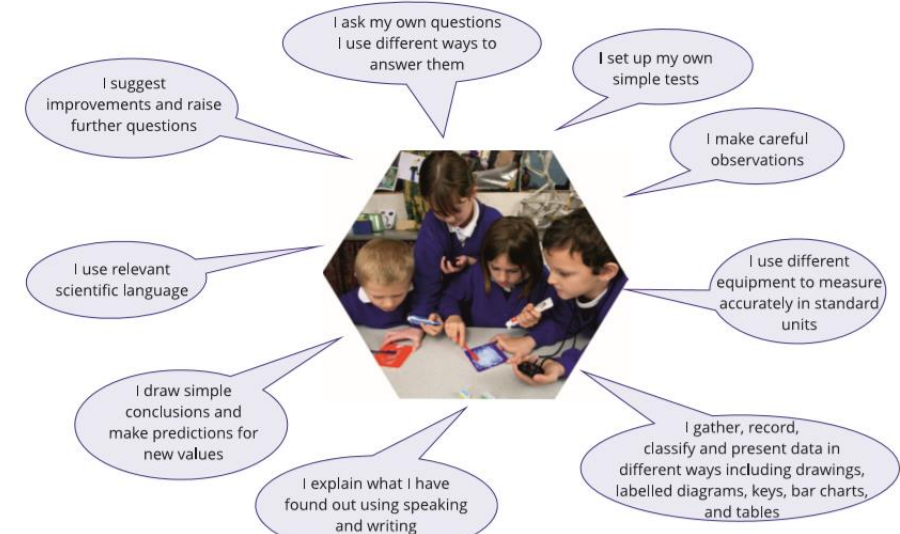 I ask my own questions
I use different ways to
answer them
I set up my own
simple tests
I suggest
improvements and raise
further questions
I make careful
observations
I use relevant
scientific language
I use different
equipment to measure
accurately in standard
units
I draw simple
conclusions and
make predictions for
new values
I gather, record,
classify and present data in
different ways including drawings,
labelled diagrams, keys, bar charts,
and tables
I explain what I have
found out using speaking
and writing